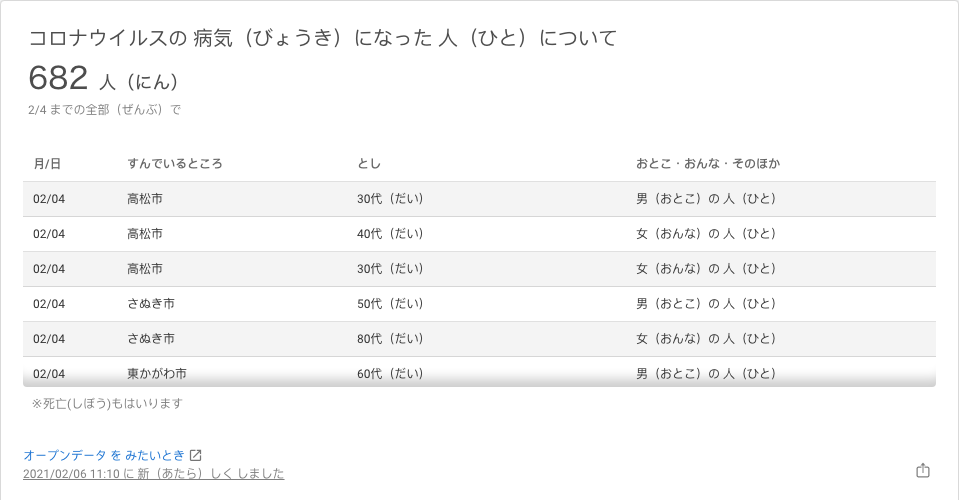 コロナウイルスの 病気（びょうき）になった 人（ひと）について
682 人（にん）
2/4 までの全部（ぜんぶ）で
月/日 すんでいるところ とし おとこ・おんな・そのほか
02/04 高松市 30代（だい） 男（おとこ）の 人（ひと）
02/04 高松市 40代（だい） 女（おんな）の 人（ひと）
02/04 高松市 30代（だい） 女（おんな）の 人（ひと）
02/04 さぬき市 50代（だい） 男（おとこ）の 人（ひと）
02/04 さぬき市 80代（だい） 女（おんな）の 人（ひと）
02/04 東かがわ市 60代（だい） 男（おとこ）の 人（ひと）
※死亡(しぼう)もはいります
オープンデータ を みたいとき
2021/02/06 11:10 に 新（あたら）しく しました